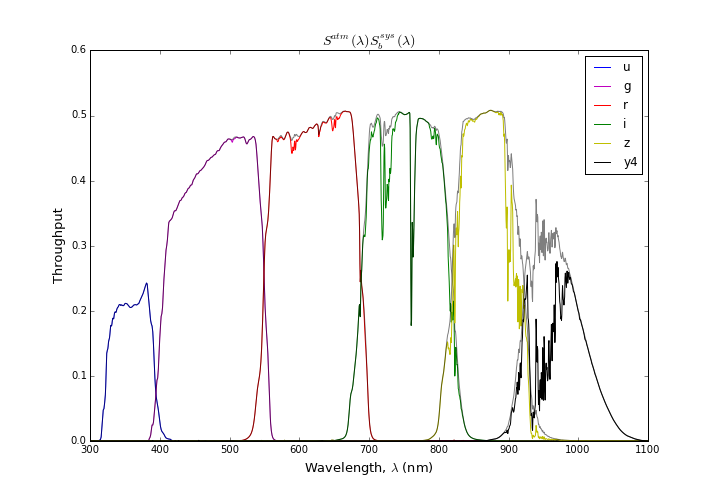 S^{atm}(λ)S_b^{sys}(λ)
0.6
0.5
0.4
0.3
0.2
0.1
0.0
Throughput
300 400 500 600 700 800 900 1000 1100
Wavelength, λ (nm)
u
g
r
i
z
y4